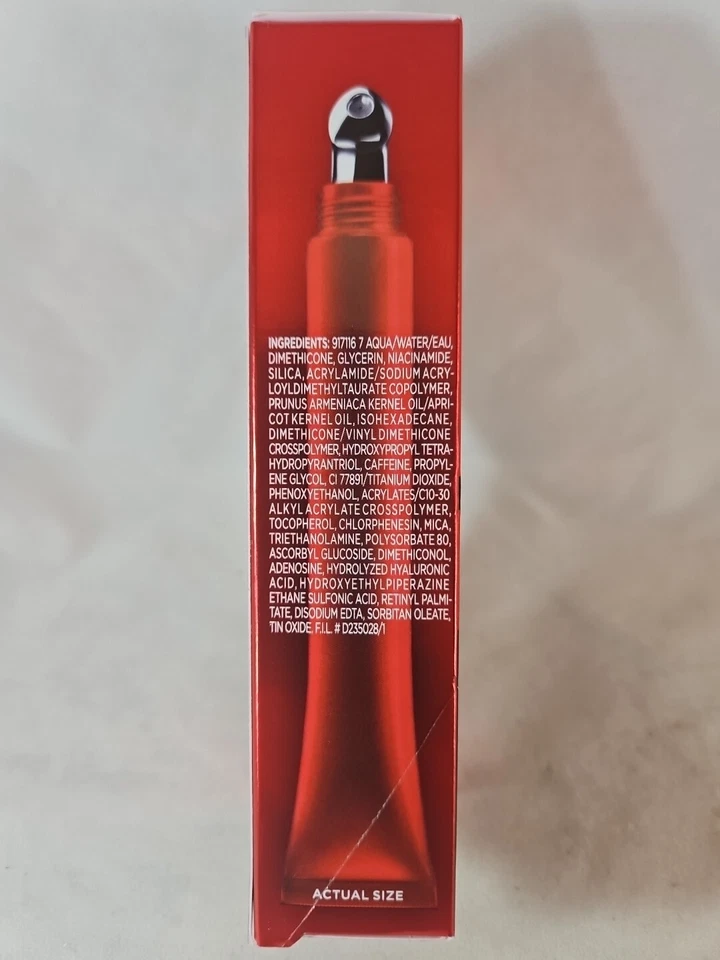 INGREDIENTS: 917116 7 AQUA/WATER/EAU,
DIMETHICONE, GLYCERIN, NIACINAMIDE,
SILICA, ACRYLAMIDE/SODIUM ACRY-
LOYLDIMETHYLTAURATE COPOLYMER,
PRUNUS ARMENIACA KERNEL OIL/APRI-
COT KERNEL OIL, ISOHEXADECANE,
DIMETHICONE/VINYL DIMETHICONE
CROSSPOLYMER, HYDROXYPROPYL TETRA-
HYDROPYRANTRIOL, CAFFEINE, PROPYL-
ENE GLYCOL, CI 77891/TITANIUM DIOXIDE,
PHENOXYETHANOL, ACRYLATES/C10-30
ALKYL ACRYLATE CROSSPOLYMER,
TOCOPHEROL, CHLORPHENESIN, MICA,
TRIETHANOLAMINE, POLYSORBATE 80,
ASCORBYL GLUCOSIDE, DIMETHICONOL,
ADENOSINE, HYDROLYZED HYALURONIC
ACID, HYDROXYETHYLPIPERAZINE
ETHANE SULFONIC ACID, RETINYL PALMI-
TATE, DISODIUM EDTA, SORBITAN OLEATE,
TIN OXIDE. F.I.L. # D235028/1
ACTUAL SIZE